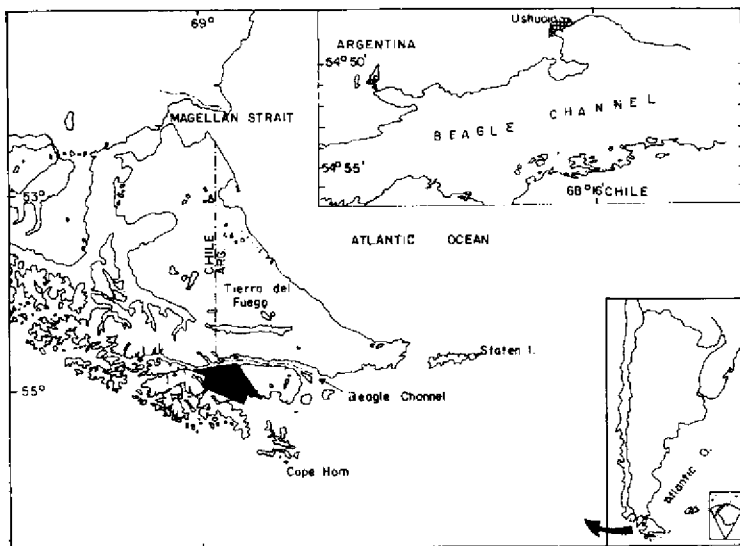 69°
MAGELLAN STRAIT
53°
CHILE
ARG.
Tierra del
Fuego
ATLANTIC OCEAN
Staten I.
55°
Beagle Channel
Cape Horn
Ushuaia
ARGENTINA
54° 50'
BEAGLE CHANNEL
54° 55'
68° 16' CHILE
Atlantic O.